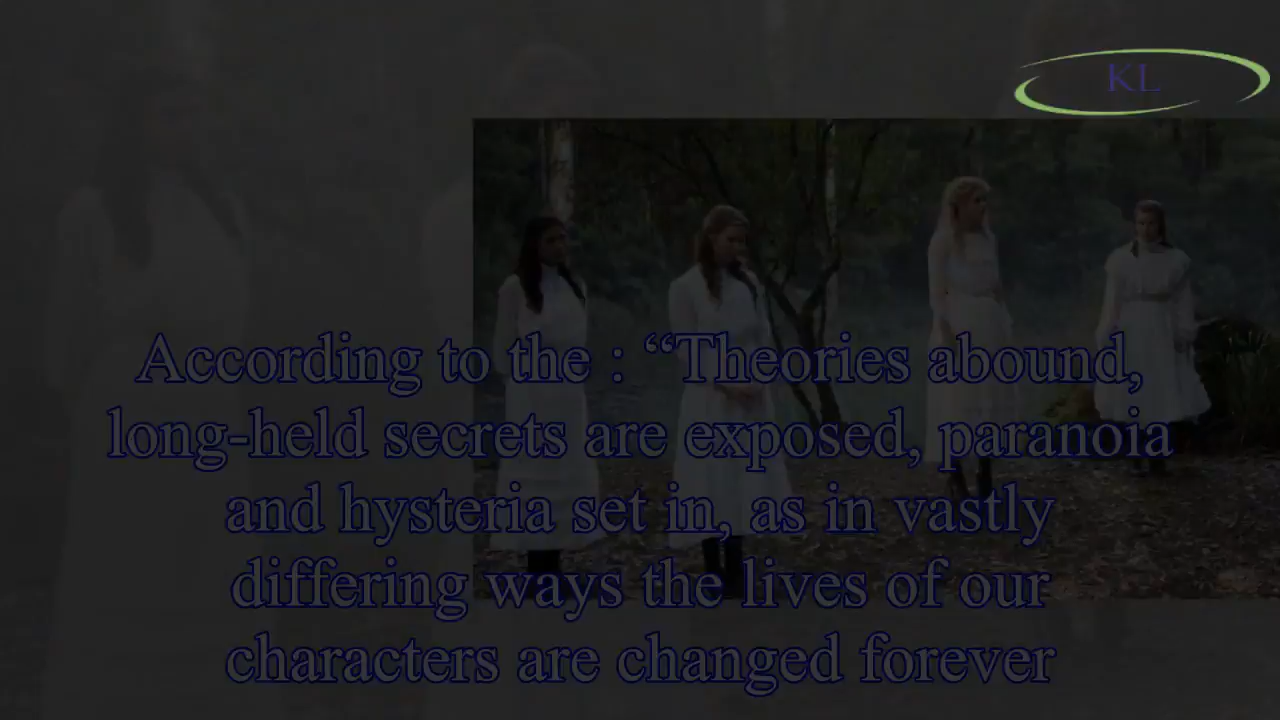 KL
According to the : “Theories abound,
long-held secrets are exposed, paranoia
and hysteria set in, as in vastly
differing ways the lives of our
characters are changed forever